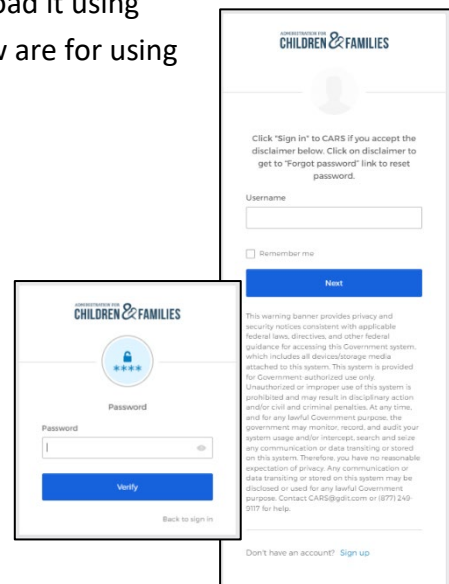 oad it using
w are for using
ADMINISTRATION FOR
CHILDREN & FAMILIES
Click "Sign in" to CARS if you accept the
disclaimer below. Click on disclaimer to
get to "Forgot password" link to reset
password.
Username
Remember me
Next
This warning banner provides privacy and
security notices consistent with applicable
federal laws, directives, and other federal
guidance for accessing this Government system,
which includes all devices/storage media
attached to this system. This system is provided
for Government-authorized use only.
Unauthorized or improper use of this system is
prohibited and may result in disciplinary action
and/or civil and criminal penalties. At any time,
and for any lawful Government purpose, the
government may monitor, record, and audit your
system usage and/or intercept, search and seize
any communication or data transiting or stored
on this system. Therefore, you have no reasonable
expectation of privacy. Any communication or
data transiting or stored on this system may be
disclosed or used for any lawful Government
purpose. Contact CARS@gdit.com or (877) 249-
9117 for help.
Don't have an account? Sign up
ADMINISTRATION FOR
CHILDREN & FAMILIES
****
Password
Password
Verify
Back to sign in